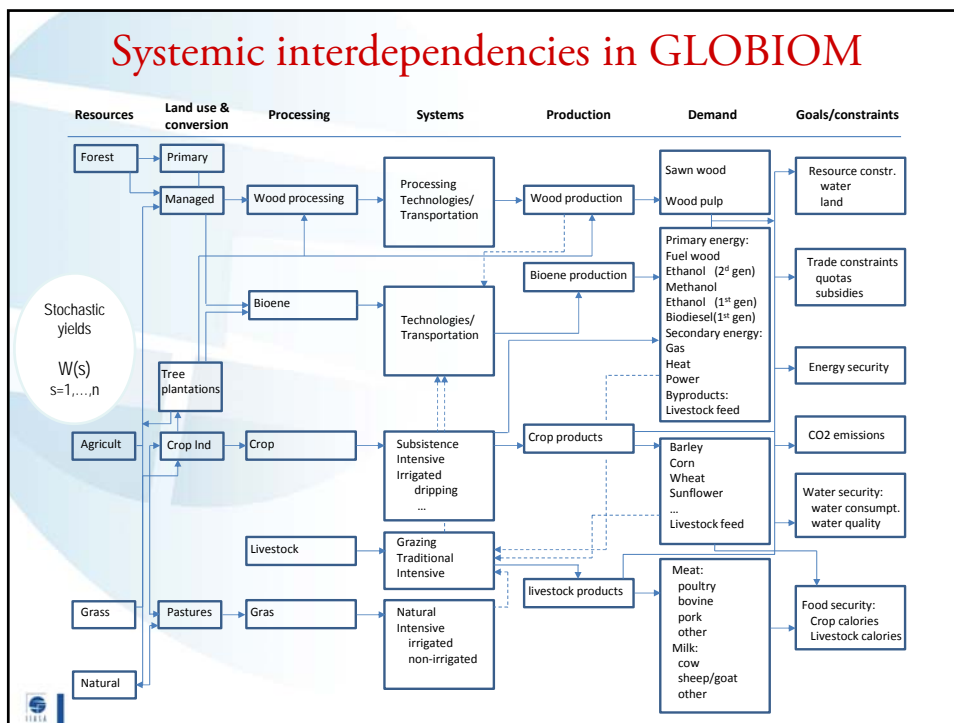 Systemic interdependencies in GLOBIOM
Resources
Land use &
conversion
Processing
Systems
Production
Demand
Goals/constraints
Forest
Primary
Managed
Wood processing
Processing
Technologies/
Transportation
Wood production
Sawn wood
Wood pulp
Resource constr.
water
land
Bioene
Technologies/
Transportation
Bioene production
Primary energy:
Fuel wood
Ethanol (2d gen)
Methanol
Ethanol (1st gen)
Biodiesel(1st gen)
Secondary energy:
Gas
Heat
Power
Byproducts:
Livestock feed
Trade constraints
quotas
subsidies
Energy security
Stochastic
yields
W(s)
s=1,…,n
Tree
plantations
Agricult
Crop lnd
Crop
Subsistence
Intensive
Irrigated
dripping
…
Crop products
Barley
Corn
Wheat
Sunflower
…
Livestock feed
CO2 emissions
Water security:
water consumpt.
water quality
Livestock
Grazing
Traditional
Intensive
livestock products
Meat:
poultry
bovine
pork
other
Milk:
cow
sheep/goat
other
Food security:
Crop calories
Livestock calories
Grass
Pastures
Gras
Natural
Intensive
irrigated
non-irrigated
Natural
IIASA